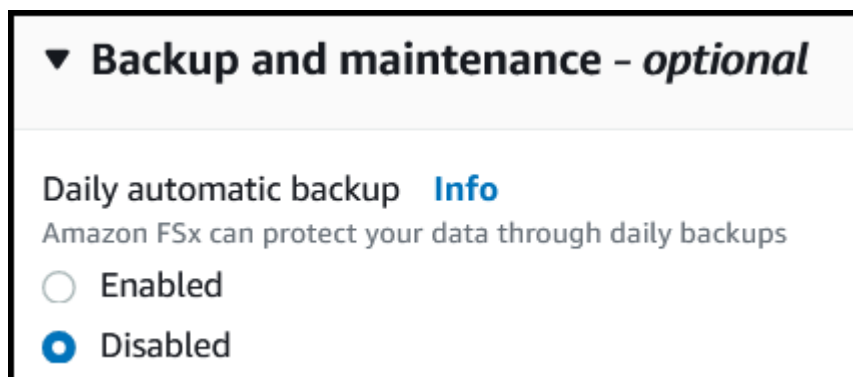 Backup and maintenance - optional
Daily automatic backup Info
Amazon FSx can protect your data through daily backups
Enabled
Disabled